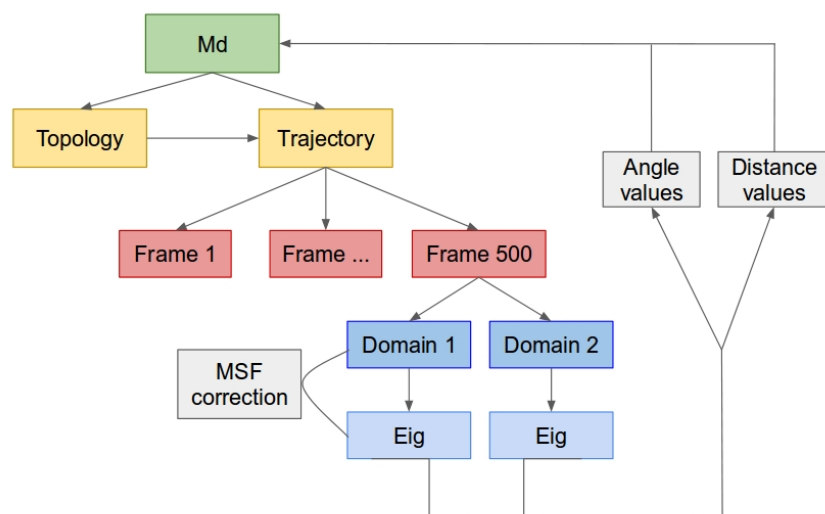 Md
Topology
Trajectory
Angle
values
Distance
values
Frame 1
Frame ...
Frame 500
Domain 1
Domain 2
MSF
correction
Eig
Eig